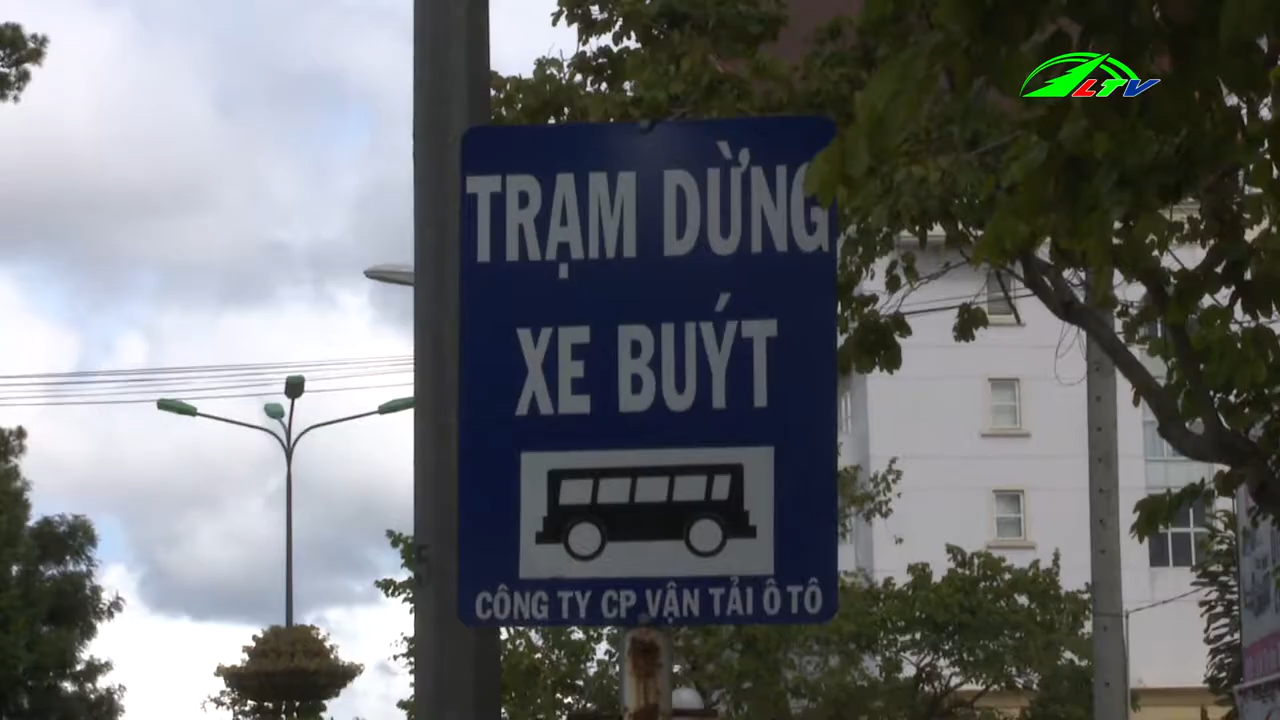 LTV
TRẠM DỪNG
XE BUÝT
CÔNG TY CP VẬN TẢI Ô TÔ